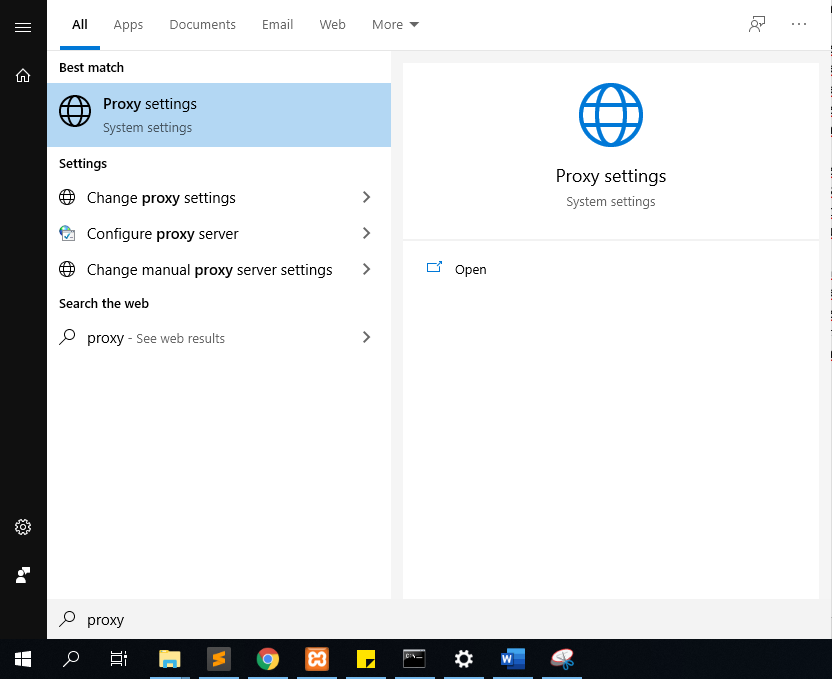 All Apps Documents Email Web More
Best match
Proxy settings
System settings
Settings
Change proxy settings
Configure proxy server
Change manual proxy server settings
Search the web
proxy - See web results
Proxy settings
System settings
Open
proxy